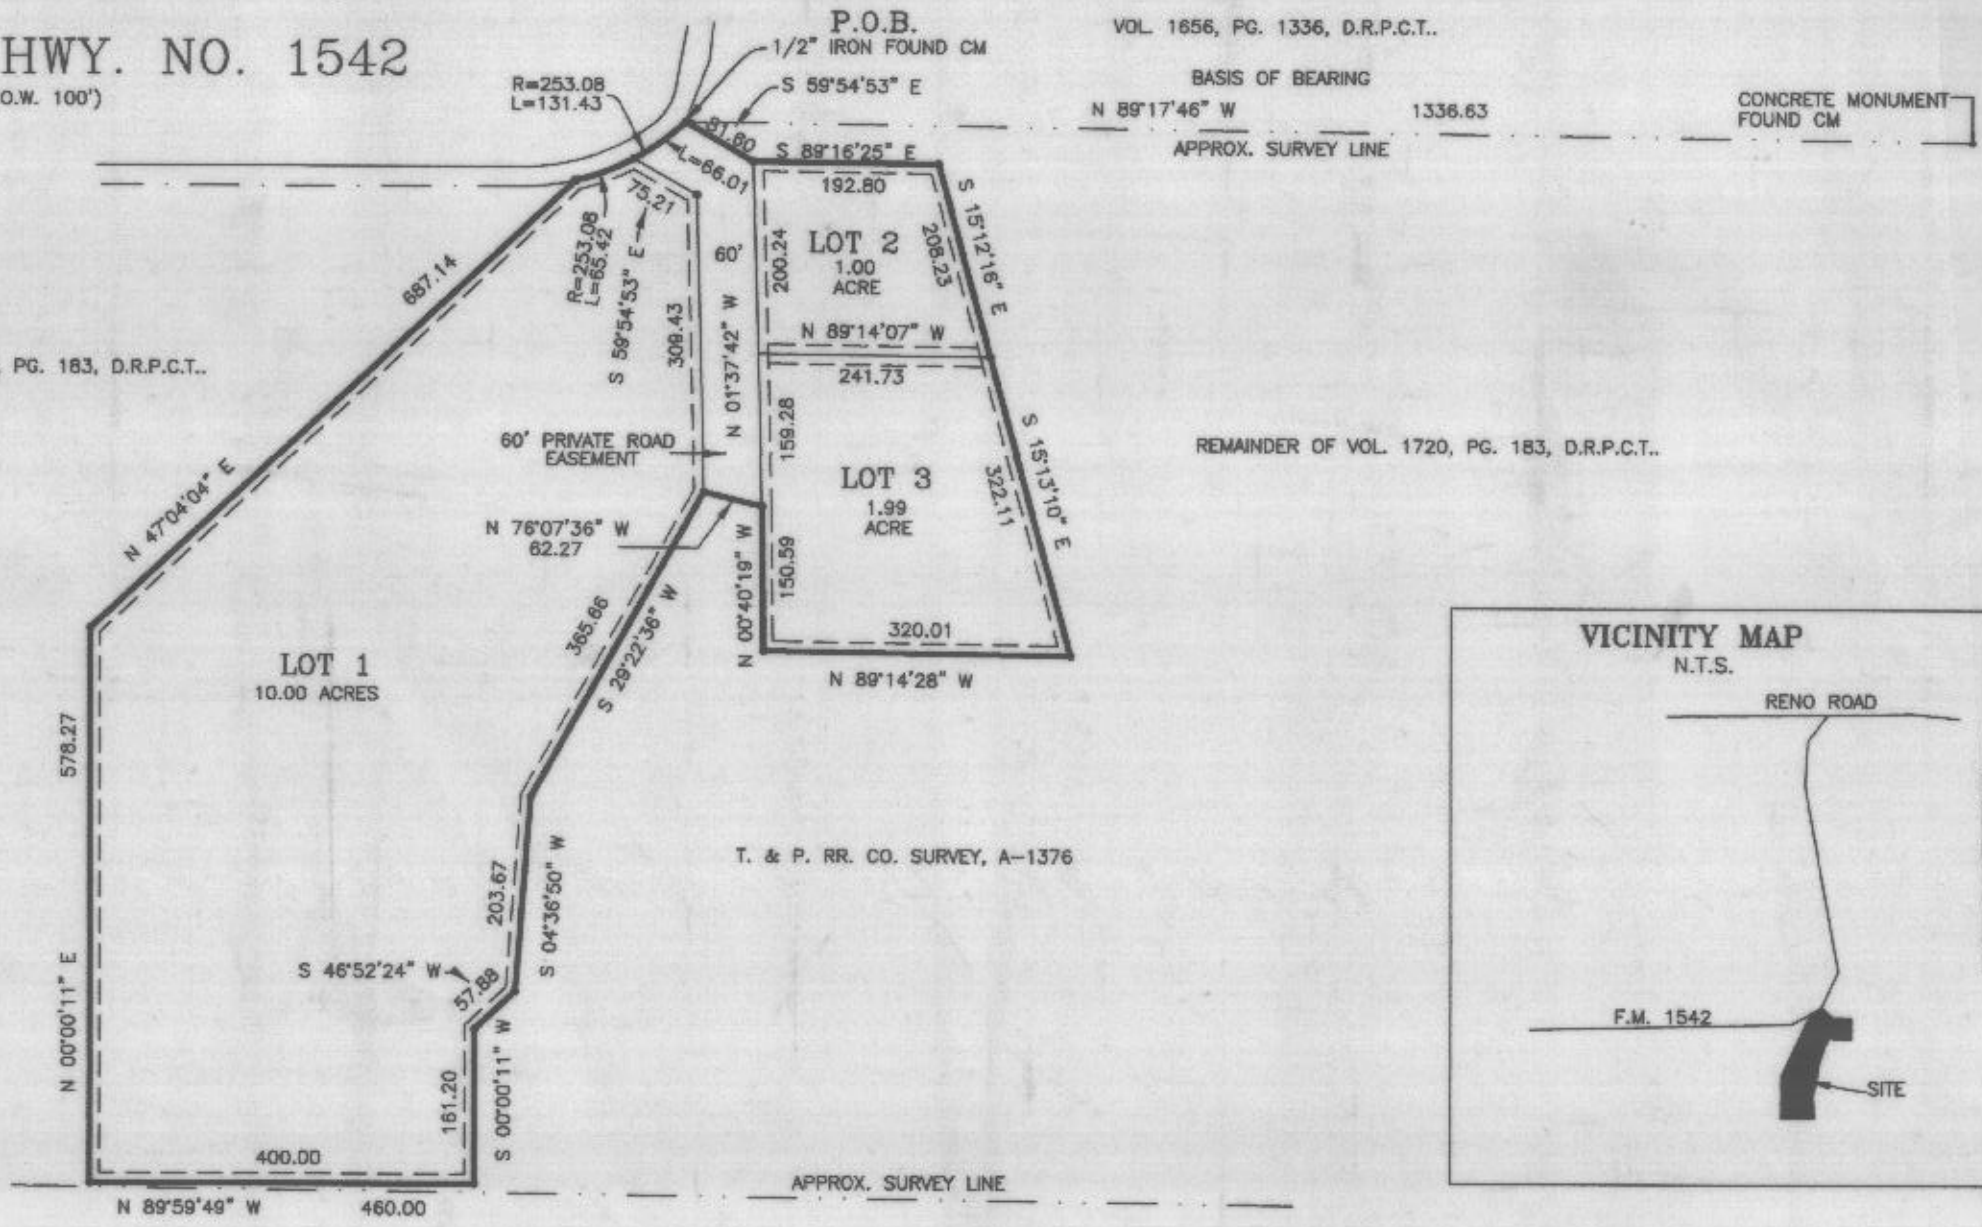 HWY. NO. 1542
O.W. 100')
P.O.B.
1/2" IRON FOUND CM
S 59°54'53" E
R=253.08
L=131.43
VOL. 1656, PG. 1336, D.R.P.C.T..
BASIS OF BEARING
N 89°17'46" W 1336.63
APPROX. SURVEY LINE
CONCRETE MONUMENT
FOUND CM
81.60
S 89°16'25" E
192.80
L=66.01
75.21
R=253.08
L=65.42
S 59°54'53" E
687.14
N 47°04'04" E
PG. 183, D.R.P.C.T..
60'
309.43
N 01°37'42" W
200.24
LOT 2
1.00
ACRE
208.23
S 15°12'16" E
N 89°14'07" W
241.73
159.28
LOT 3
1.99
ACRE
322.11
S 15°13'10" E
60' PRIVATE ROAD
EASEMENT
N 76°07'36" W
62.27
N 00°40'19" W
150.59
320.01
N 89°14'28" W
REMAINDER OF VOL. 1720, PG. 183, D.R.P.C.T..
365.66
S 29°22'36" W
LOT 1
10.00 ACRES
578.27
N 00°00'11" E
203.67
S 04°36'50" W
S 46°52'24" W
57.88
161.20
S 00°00'11" W
400.00
N 89°59'49" W 460.00
T. & P. RR. CO. SURVEY, A-1376
APPROX. SURVEY LINE
VICINITY MAP
N.T.S.
RENO ROAD
F.M. 1542
SITE